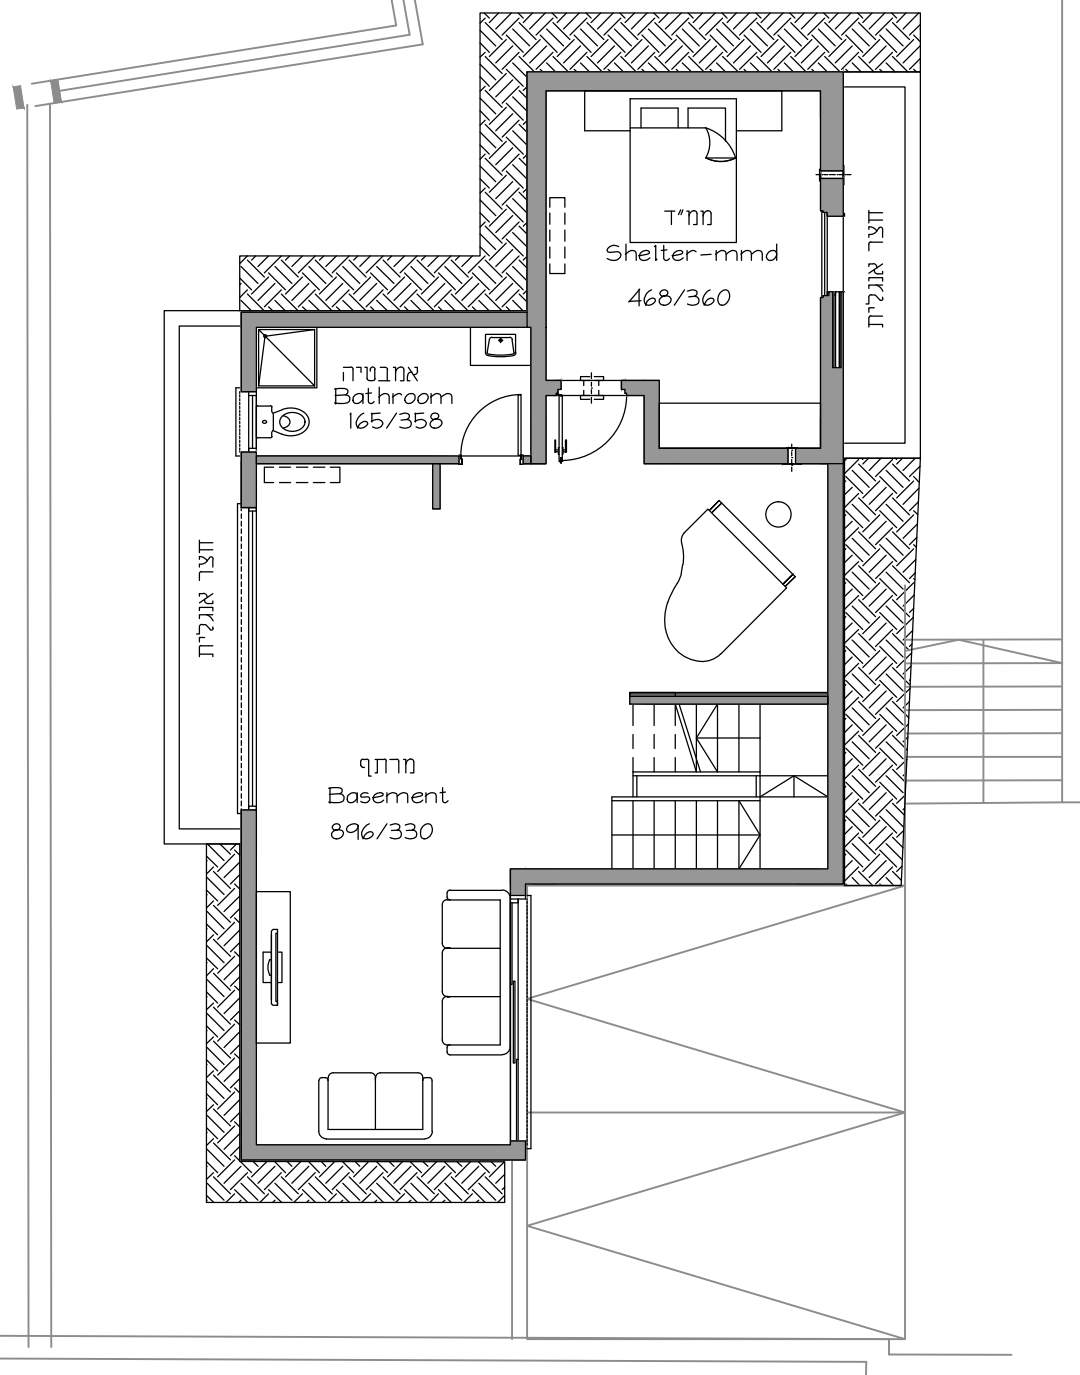 ממ״ד
Shelter-mmd
468/360
חצר אנגלית
אמבטיה
Bathroom
165/358
חצר אנגלית
מרתף
Basement
896/330